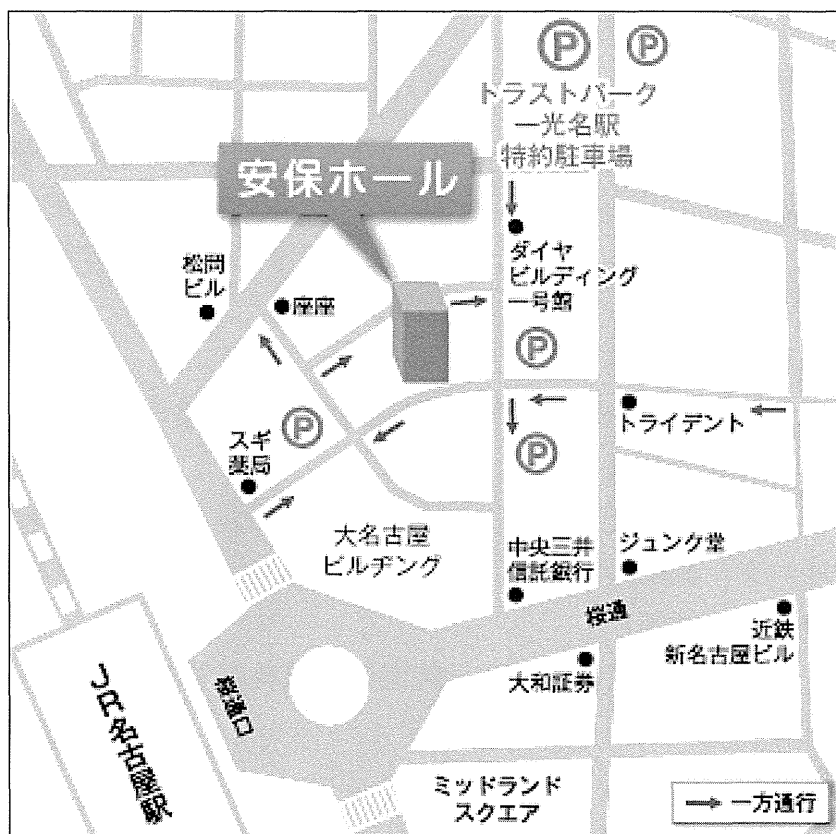 P
P
トラストパーク
一光名駅
特約駐車場
安保ホール
ダイヤ
ビルディング
一号館
松岡
ビル
座座
P
トライデント
スギ
薬局
P
P
大名古屋
ビルヂング
中央三井
信託銀行
ジュンク堂
桜通
近鉄
新名古屋ビル
大和証券
桜通口
JR名古屋駅
ミッドランド
スクエア
一方通行